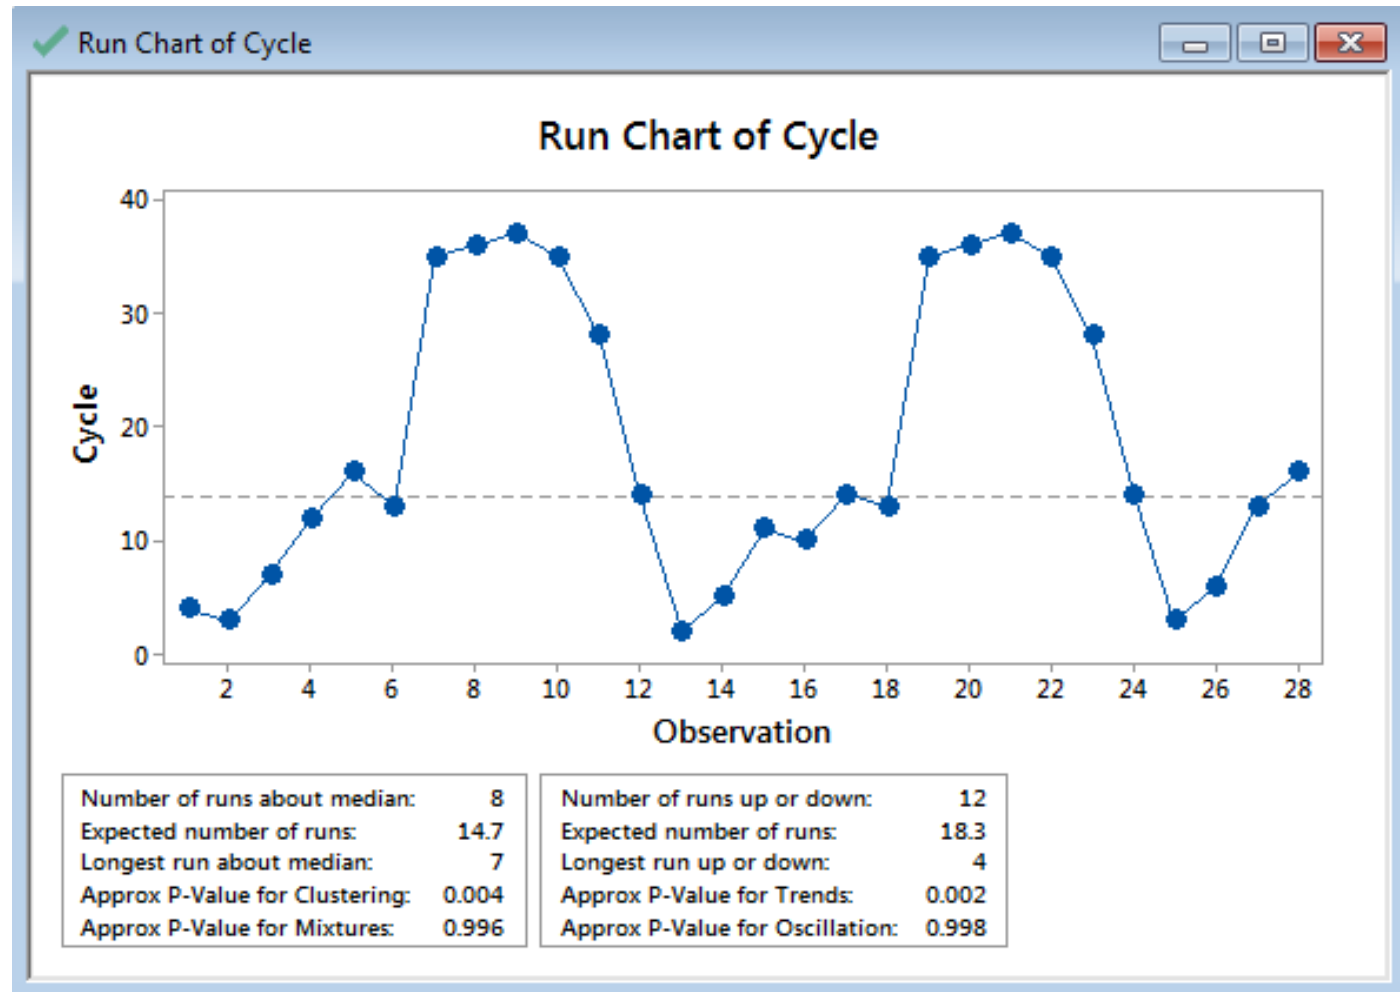 Run Chart of Cycle
Run Chart of Cycle
40
30
20
10
0
Cycle
2 4 6 8 10 12 14 16 18 20 22 24 26 28
Observation
Number of runs about median: 8
Expected number of runs: 14.7
Longest run about median: 7
Approx P-Value for Clustering: 0.004
Approx P-Value for Mixtures: 0.996
Number of runs up or down: 12
Expected number of runs: 18.3
Longest run up or down: 4
Approx P-Value for Trends: 0.002
Approx P-Value for Oscillation: 0.998